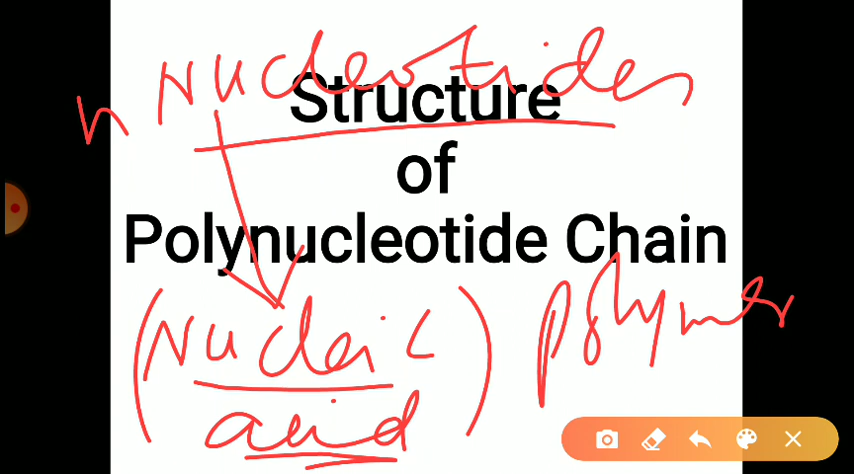 n Nucleotides
Structure
of
Polynucleotide Chain
(Nucleic polymer
acid)